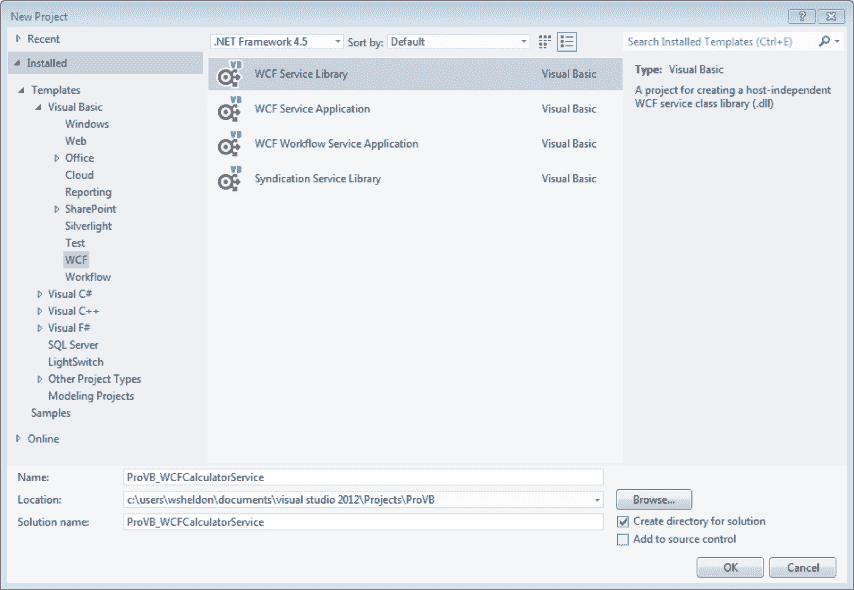 New Project
Recent
.NET Framework 4.5
Sort by:
Default
Search Installed Templates (Ctrl+E)
Installed
Templates
Visual Basic
Windows
Web
Office
Cloud
Reporting
SharePoint
Silverlight
Test
WCF
Workflow
Visual C#
Visual C++
Visual F#
SQL Server
LightSwitch
Other Project Types
Modeling Projects
Samples
Online
VB
WCF Service Library
Visual Basic
VB
WCF Service Application
Visual Basic
VB
WCF Workflow Service Application
Visual Basic
VB
Syndication Service Library
Visual Basic
Type: Visual Basic
A project for creating a host-independent
WCF service class library (.dll)
Name:
ProVB_WCFCalculatorService
Location:
c:\users\wsheldon\documents\visual studio 2012\Projects\ProVB
Browse...
Solution name:
ProVB_WCFCalculatorService
Create directory for solution
Add to source control
OK
Cancel